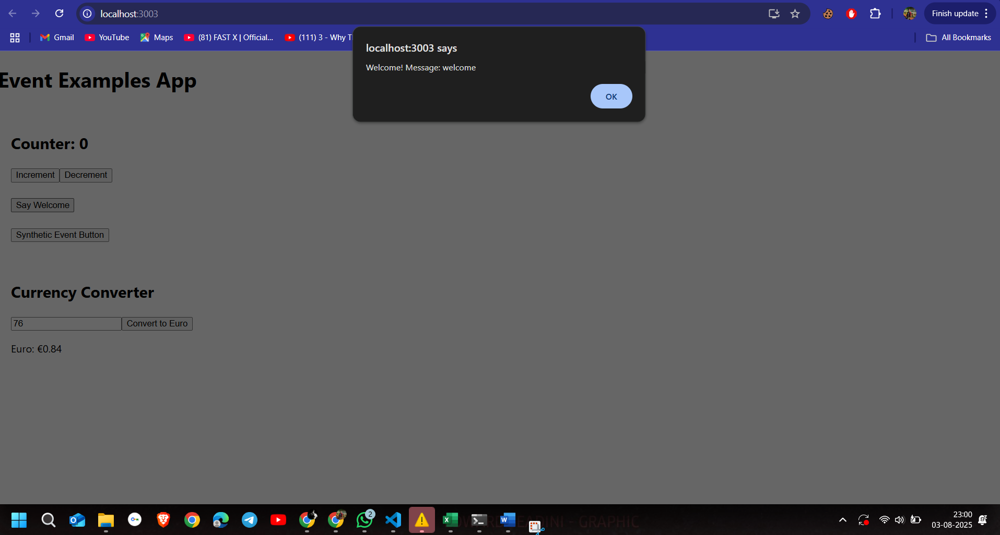 localhost:3003
Finish update
Gmail
YouTube
Maps
(81) FAST X | Official...
(111) 3 - Why T
All Bookmarks
localhost:3003 says
Welcome! Message: welcome
OK
Event Examples App
Counter: 0
Increment Decrement
Say Welcome
Synthetic Event Button
Currency Converter
76 Convert to Euro
Euro: €0.84
2
- GRAPHIC
23:00
03-08-2025